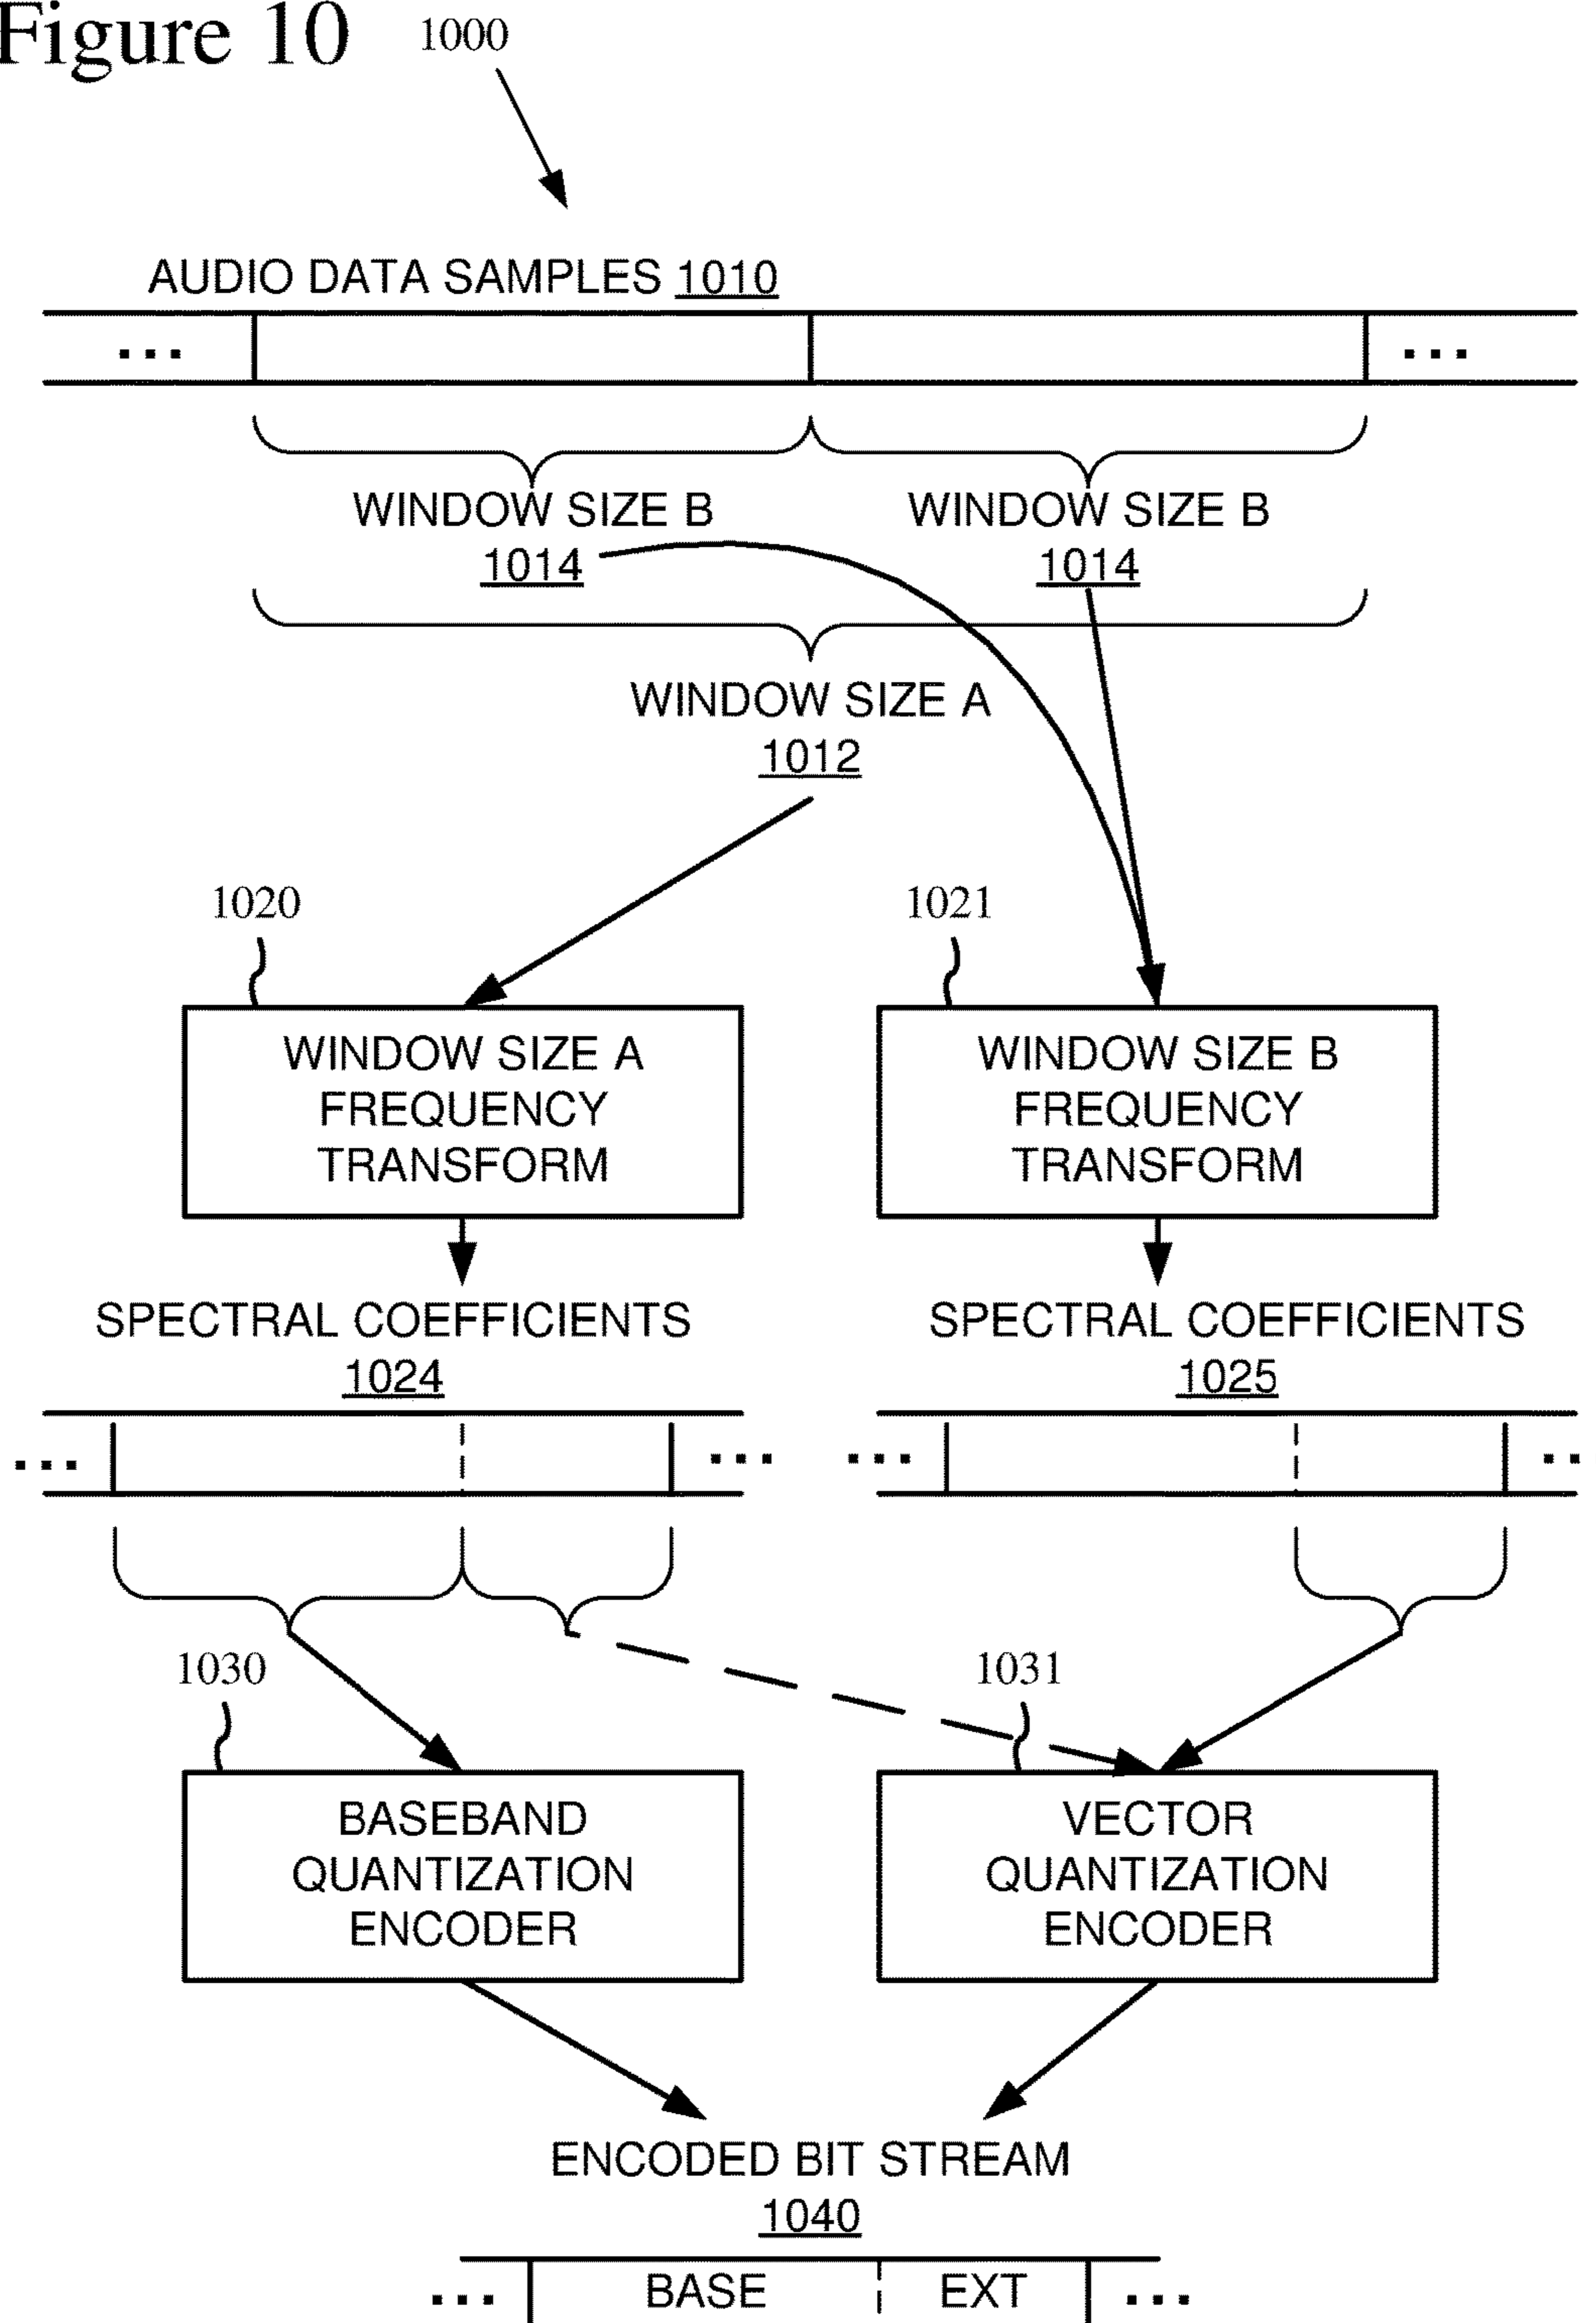 Figure 10
1000
AUDIO DATA SAMPLES 1010
... ...
WINDOW SIZE B WINDOW SIZE B
1014 1014
WINDOW SIZE A
1012
1020 1021
WINDOW SIZE A WINDOW SIZE B
FREQUENCY FREQUENCY
TRANSFORM TRANSFORM
SPECTRAL COEFFICIENTS SPECTRAL COEFFICIENTS
1024 1025
... ... ... ..
1030 1031
BASEBAND VECTOR
QUANTIZATION QUANTIZATION
ENCODER ENCODER
ENCODED BIT STREAM
1040
... BASE EXT ...